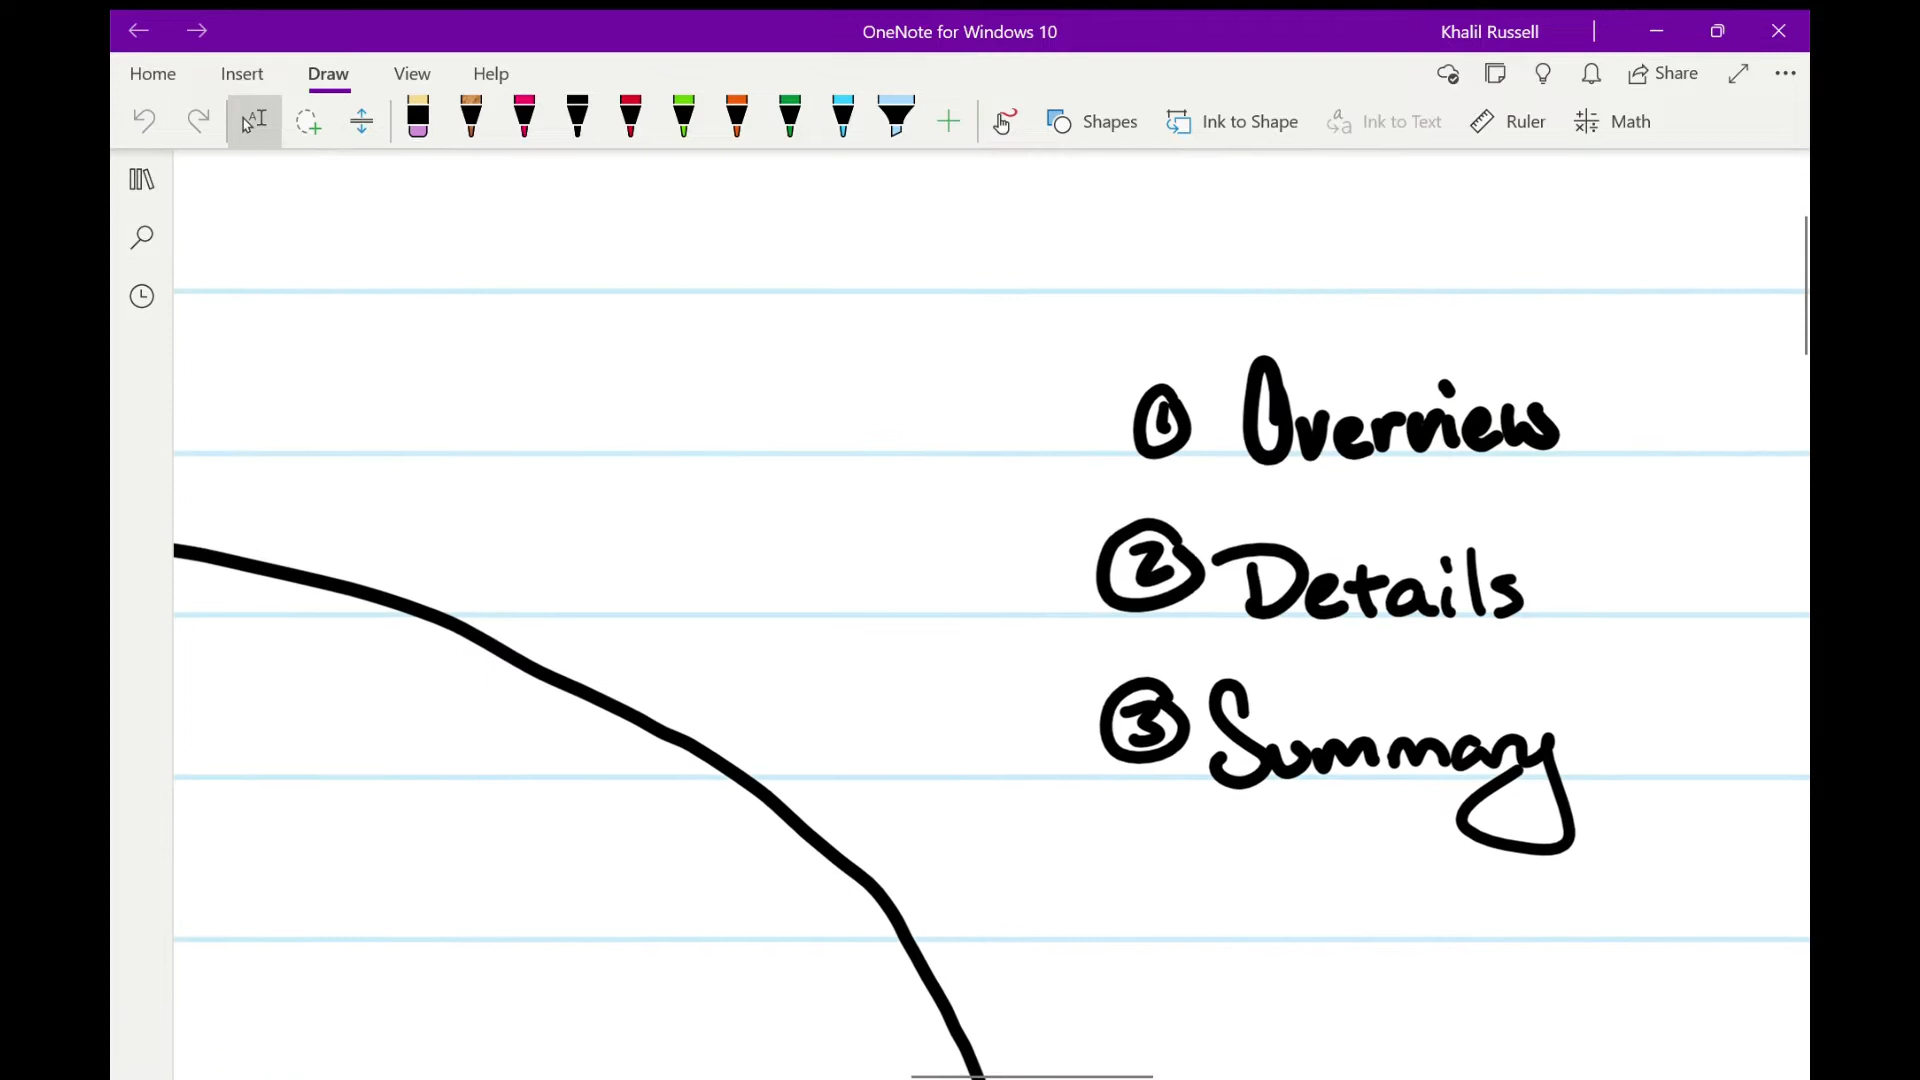 OneNote for Windows 10
Khalil Russell
Home Insert Draw View Help
Share
Shapes Ink to Shape Ink to Text Ruler Math
① Overview
② Details
③ Summary